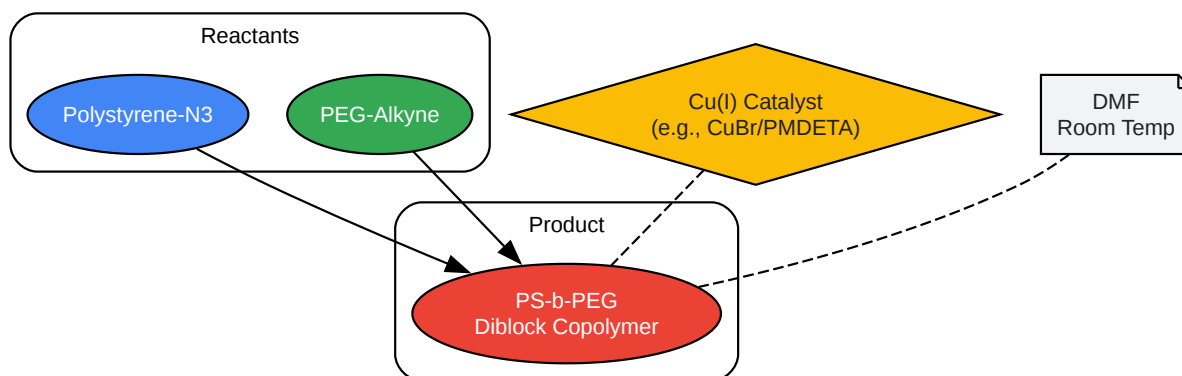 Reactants
Polystyrene-N3
PEG-Alkyne
Cu(I) Catalyst
(e.g., CuBr/PMDETA)
DMF
Room Temp
Product
PS-b-PEG
Diblock Copolymer